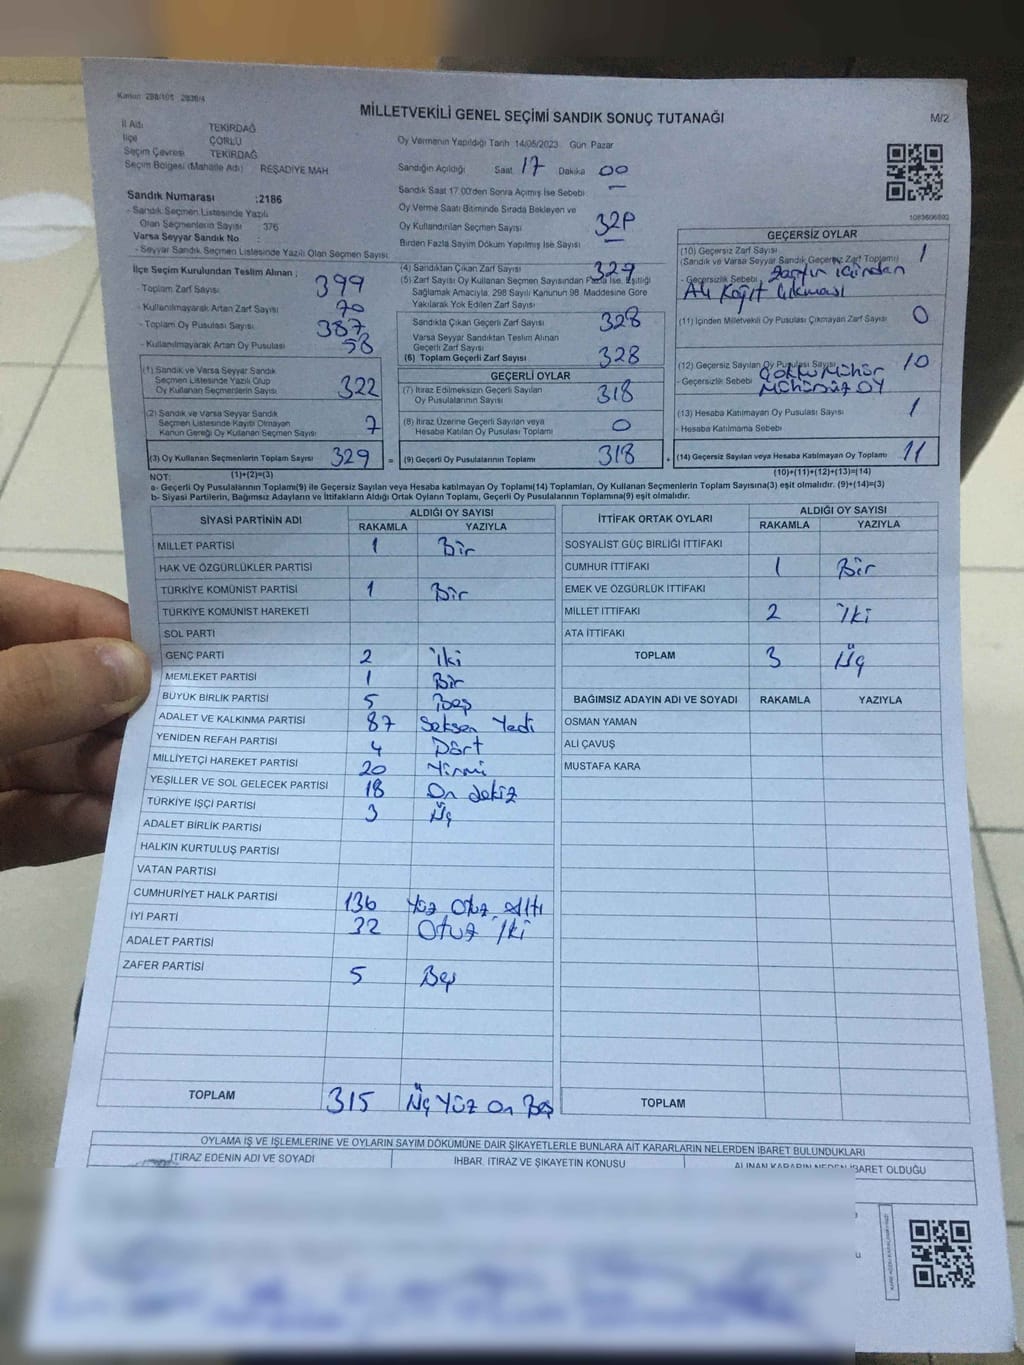 Kanun: 298/105 2839/4
MİLLETVEKİLİ GENEL SEÇİMİ SANDIK SONUÇ TUTANAĞI
M/2
İl Adı TEKİRDAĞ
İlçe ÇORLU
Seçim Çevresi TEKİRDAĞ
Seçim Bölgesi (Mahalle Adı) REŞADİYE MAH
Sandık Numarası :2186
- Sandık Seçmen Listesinde Yazılı
Olan Seçmenlerin Sayısı : 376
Varsa Seyyar Sandık No :
- Seyyar Sandık Seçmen Listesinde Yazılı Olan Seçmen Sayısı:
Oy Vermenin Yapıldığı Tarih 14/05/2023 Gün Pazar
Sandığın Açıldığı Saat 17 Dakika 00
Sandık Saat 17.00'den Sonra Açımış İse Sebebi —
Oy Verme Saati Bitiminde Sırada Bekleyen ve
Oy Kullandırılan Seçmen Sayısı
Birden Fazla Sayım Döküm Yapılmış İse Sayısı —
1083606892
İlçe Seçim Kurulundan Teslim Alınan ;
- Toplam Zarf Sayısı 399
- Kullanılmayarak Artan Zarf Sayısı 70
- Toplam Oy Pusulası Sayısı 387
- Kullanılmayarak Artan Oy Pusulası 58
(1) Sandık ve Varsa Seyyar Sandık
Seçmen Listesinde Yazılı Olup
Oy Kullanan Seçmenlerin Sayısı 322
(2) Sandık ve Varsa Seyyar Sandık
Seçmen Listesinde Kayıtlı Olmayan
Kanun Gereği Oy Kullanan Seçmen Sayısı 7
(3) Oy Kullanan Seçmenlerin Toplam Sayısı 329 =
(4) Sandıktan Çıkan Zarf Sayısı 329
(5) Zarf Sayısı Oy Kullanan Seçmen Sayısından Fazla İse, Eşitliği
Sağlamak Amacıyla, 298 Sayılı Kanunun 98. Maddesine Göre
Yakılarak Yok Edilen Zarf Sayısı
Sandıkta Çıkan Geçerli Zarf Sayısı 328
Varsa Seyyar Sandıktan Teslim Alınan
Geçerli Zarf Sayısı
(6) Toplam Geçerli Zarf Sayısı 328
GEÇERLİ OYLAR
(7) İtiraz Edilmeksizin Geçerli Sayılan
Oy Pusulalarının Sayısı 318
(8) İtiraz Üzerine Geçerli Sayılan veya
Hesaba Katılan Oy Pusulası Toplamı 0
(9) Geçerli Oy Pusulalarının Toplamı 318 +
GEÇERSİZ OYLAR
(10) Geçersiz Zarf Sayısı 1
(Sandık ve Varsa Seyyar Sandık Geçersiz Zarf Toplamı)
- Geçersizlik Sebebi zarfın içinden
Kağıt Çıkması
(11) İçinden Milletvekili Oy Pusulası Çıkmayan Zarf Sayısı 0
(12) Geçersiz Sayılan Oy Pusulası Sayısı 10
- Geçersizlik Sebebi Çoklu Mühür
Mühürsüz OY
(13) Hesaba Katılmayan Oy Pusulası Sayısı 1
- Hesaba Katılmama Sebebi
(14) Geçersiz Sayılan veya Hesaba Katılmayan Oy Toplamı 11
NOT: (1)+(2)=(3) (10)+(11)+(12)+(13)=(14)
a- Geçerli Oy Pusulalarının Toplamı(9) ile Geçersiz Sayılan veya Hesaba katılmayan Oy Toplamı(14) Toplamları, Oy Kullanan Seçmenlerin Toplam Sayısına(3) eşit olmalıdır. (9)+(14)=(3)
b- Siyasi Partilerin, Bağımsız Adayların ve İttifakların Aldığı Ortak Oyların Toplamı, Geçerli Oy Pusulalarının Toplamına(9) eşit olmalıdır.
SİYASİ PARTİNİN ADI ALDIĞI OY SAYISI
RAKAMLA YAZIYLA
MİLLET PARTİSİ 1 Bir
HAK VE ÖZGÜRLÜKLER PARTİSİ
TÜRKİYE KOMÜNİST PARTİSİ 1 Bir
TÜRKİYE KOMÜNİST HAREKETİ
SOL PARTİ
GENÇ PARTİ 2 İki
MEMLEKET PARTİSİ 1 Bir
BÜYÜK BİRLİK PARTİSİ 5 Beş
ADALET VE KALKINMA PARTİSİ 87 Seksen Yedi
YENİDEN REFAH PARTİSİ 4 Dört
MİLLİYETÇİ HAREKET PARTİSİ 20 Yirmi
YEŞİLLER VE SOL GELECEK PARTİSİ 18 On Sekiz
TÜRKİYE İŞÇİ PARTİSİ 3 Üç
ADALET BİRLİK PARTİSİ
HALKIN KURTULUŞ PARTİSİ
VATAN PARTİSİ
CUMHURİYET HALK PARTİSİ 136 Yüz Otuz Altı
İYİ PARTİ 32 Otuz İki
ADALET PARTİSİ
ZAFER PARTİSİ 5 Beş
TOPLAM 315 Üç Yüz On Beş
İTTİFAK ORTAK OYLARI ALDIĞI OY SAYISI
RAKAMLA YAZIYLA
SOSYALİST GÜÇ BİRLİĞİ İTTİFAKI
CUMHUR İTTİFAKI 1 Bir
EMEK VE ÖZGÜRLÜK İTTİFAKI
MİLLET İTTİFAKI 2 İki
ATA İTTİFAKI
TOPLAM 3 Üç
BAĞIMSIZ ADAYIN ADI VE SOYADI RAKAMLA YAZIYLA
OSMAN YAMAN
ALİ ÇAVUŞ
MUSTAFA KARA
TOPLAM
OYLAMA İŞ VE İŞLEMLERİNE VE OYLARIN SAYIM DÖKÜMÜNE DAİR ŞİKAYETLERLE BUNLARA AİT KARARLARIN NELERDEN İBARET BULUNDUKLARI
İTİRAZ EDENİN ADI VE SOYADI İHBAR, İTİRAZ VE ŞİKAYETİN KONUSU ALINAN KARARIN NEDEN İBARET OLDUĞU